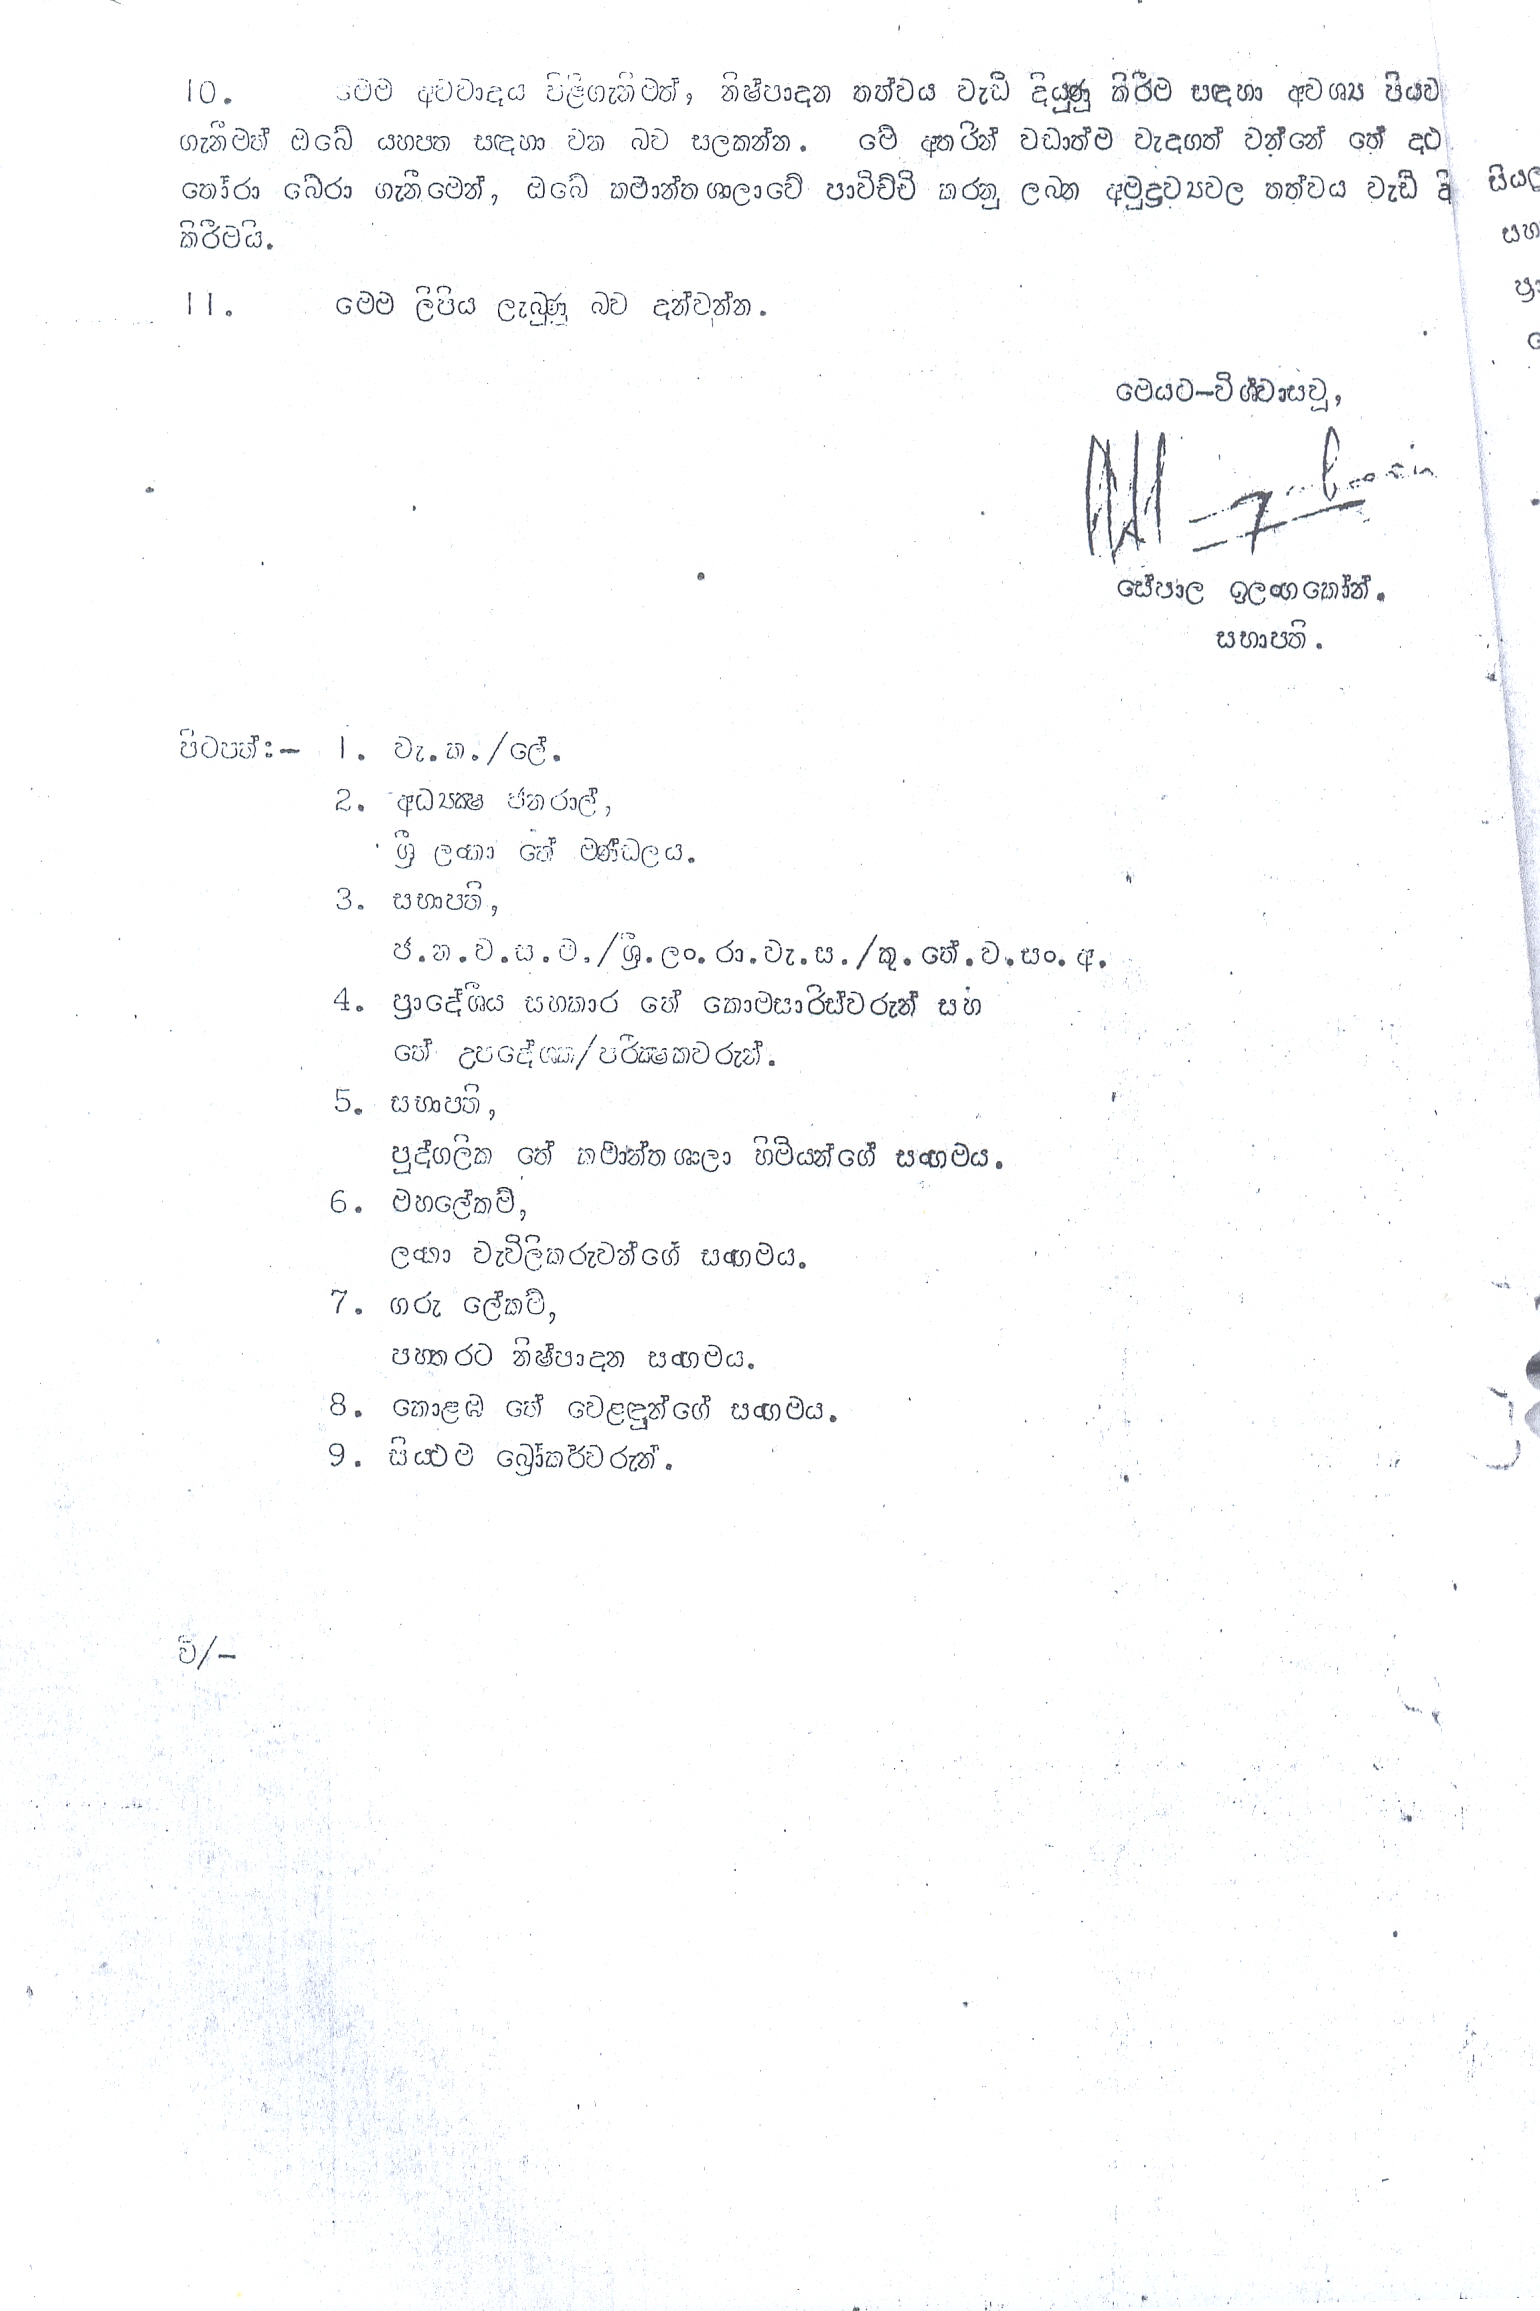 10. මෙම අවවාදය පිළිගැනීමත්, නිෂ්පාදන තත්වය වැඩි දියුණු කිරීම සඳහා අවශ්‍ය පියව
ගැනීමත් ඔබේ යහපත සඳහා වන බව සලකන්න. මේ අතරින් වඩාත්ම වැදගත් වන්නේ තේ දළු
තෝරා බේරා ගැනීමෙන්, ඔබේ කර්මාන්තශාලාවේ පාවිච්චි කරනු ලබන අමුද්‍රව්‍යවල තත්වය වැඩි දි
කිරීමයි.
11. මෙම ලිපිය ලැබුණු බව දන්වන්න.
මෙයට-විශ්වාසවූ,
සේපාල ඉලංගකෝන්.
සභාපති.
පිටපත්:- 1. වැ.ක./ලේ.
2. අධ්‍යක්ෂ ජනරාල්,
ශ්‍රී ලංකා තේ මණ්ඩලය.
3. සභාපති,
ජ.න.ව.ස.ම./ශ්‍රී.ලං.රා.වැ.ස./කු.තේ.ව.සං.අ.
4. ප්‍රාදේශීය සහකාර තේ කොමසාරිස්වරුන් සහ
තේ උපදේශක/පරීක්ෂකවරුන්.
5. සභාපති,
පුද්ගලික තේ කර්මාන්තශාලා හිමියන්ගේ සංගමය.
6. මහලේකම්,
ලංකා වැවිලිකරුවන්ගේ සංගමය.
7. ගරු ලේකම්,
පහතරට නිෂ්පාදන සංගමය.
8. කොළඹ තේ වෙළඳුන්ගේ සංගමය.
9. සියළුම බ්‍රෝකර්වරුන්.
වි/-